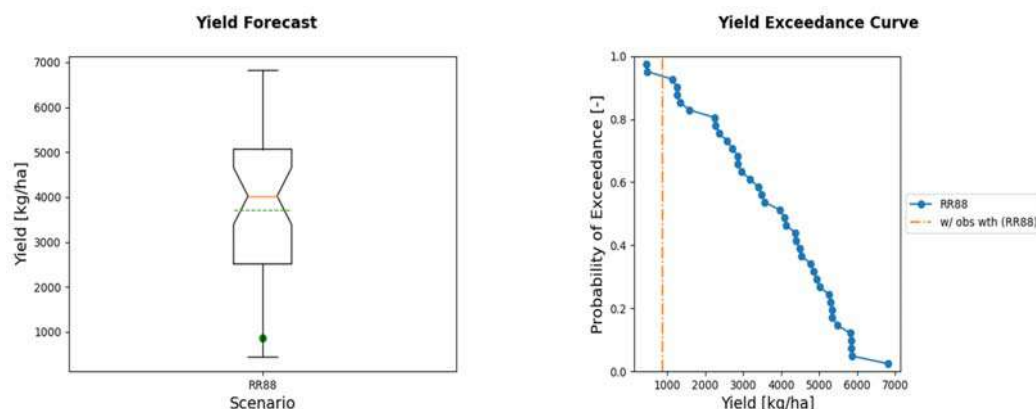 Yield Forecast
7000
6000
5000
4000
3000
2000
1000
Yield [kg/ha]
RR88
Scenario
Yield Exceedance Curve
1.0
0.8
0.6
0.4
0.2
0.0
Probability of Exceedance [-]
1000 2000 3000 4000 5000 6000 7000
Yield [kg/ha]
RR88
w/ obs wth (RR88)